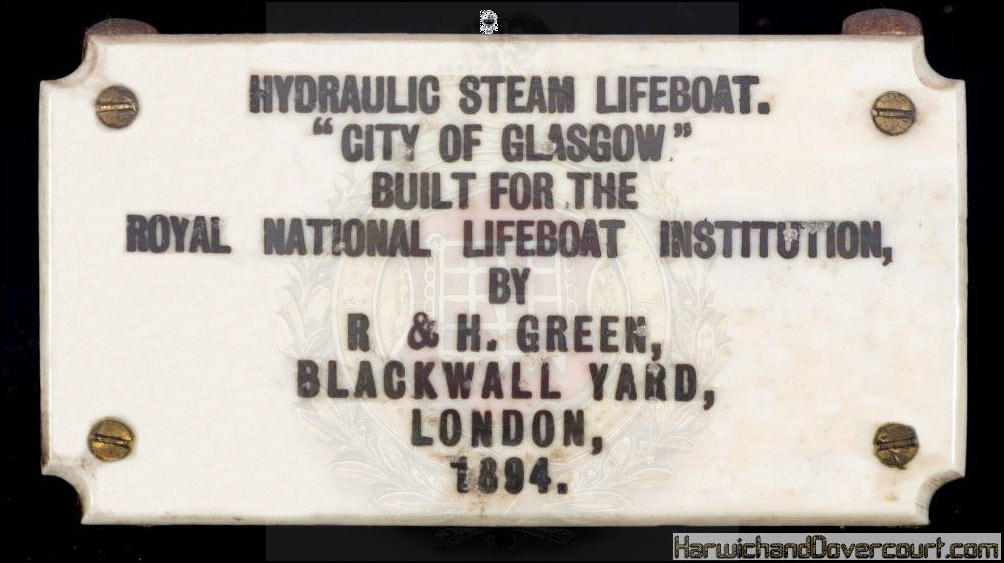 HYDRAULIC STEAM LIFEBOAT.
"CITY OF GLASGOW"
BUILT FOR THE
ROYAL NATIONAL LIFEBOAT INSTITUTION,
BY
R & H. GREEN,
BLACKWALL YARD,
LONDON,
1894.
HarwichandDovercourt.com